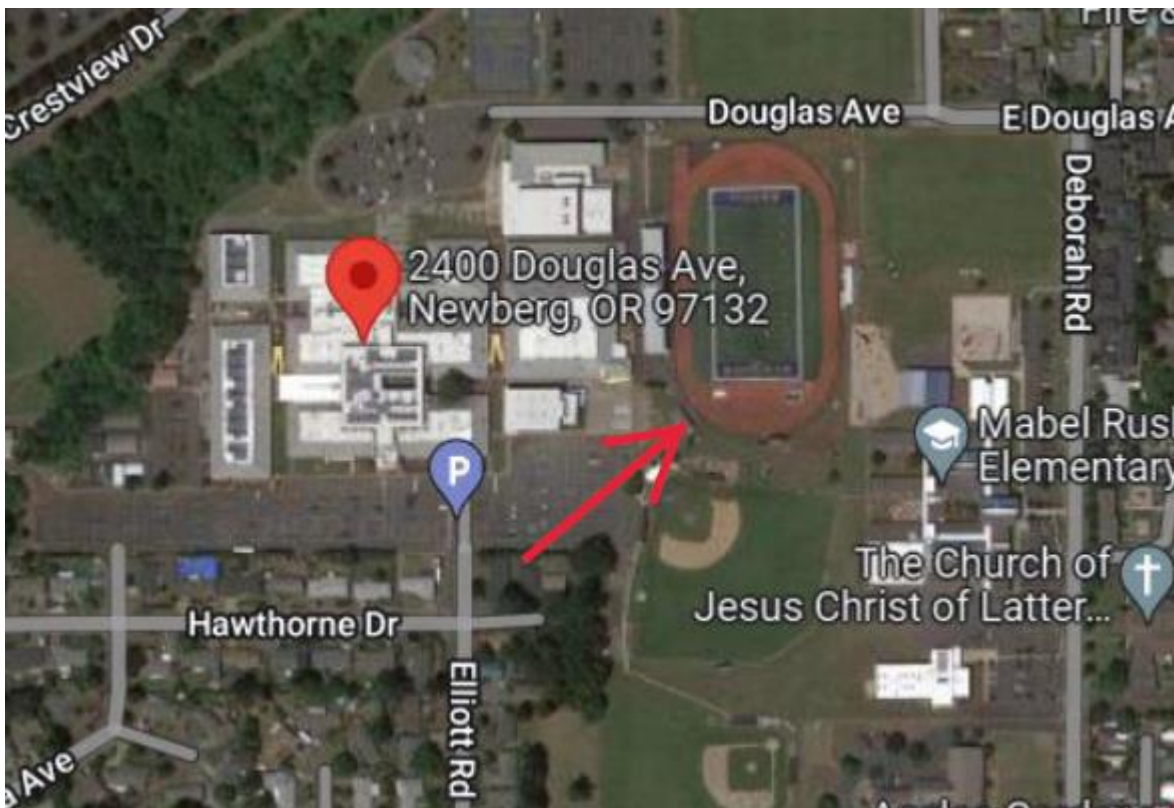 Crestview Dr
Fire &
Douglas Ave
E Douglas A
Deborah Rd
2400 Douglas Ave,
Newberg, OR 97132
Mabel Rus
Elementary
P
The Church of
Jesus Christ of Latter...
Hawthorne Dr
Elliott Rd
a Ave